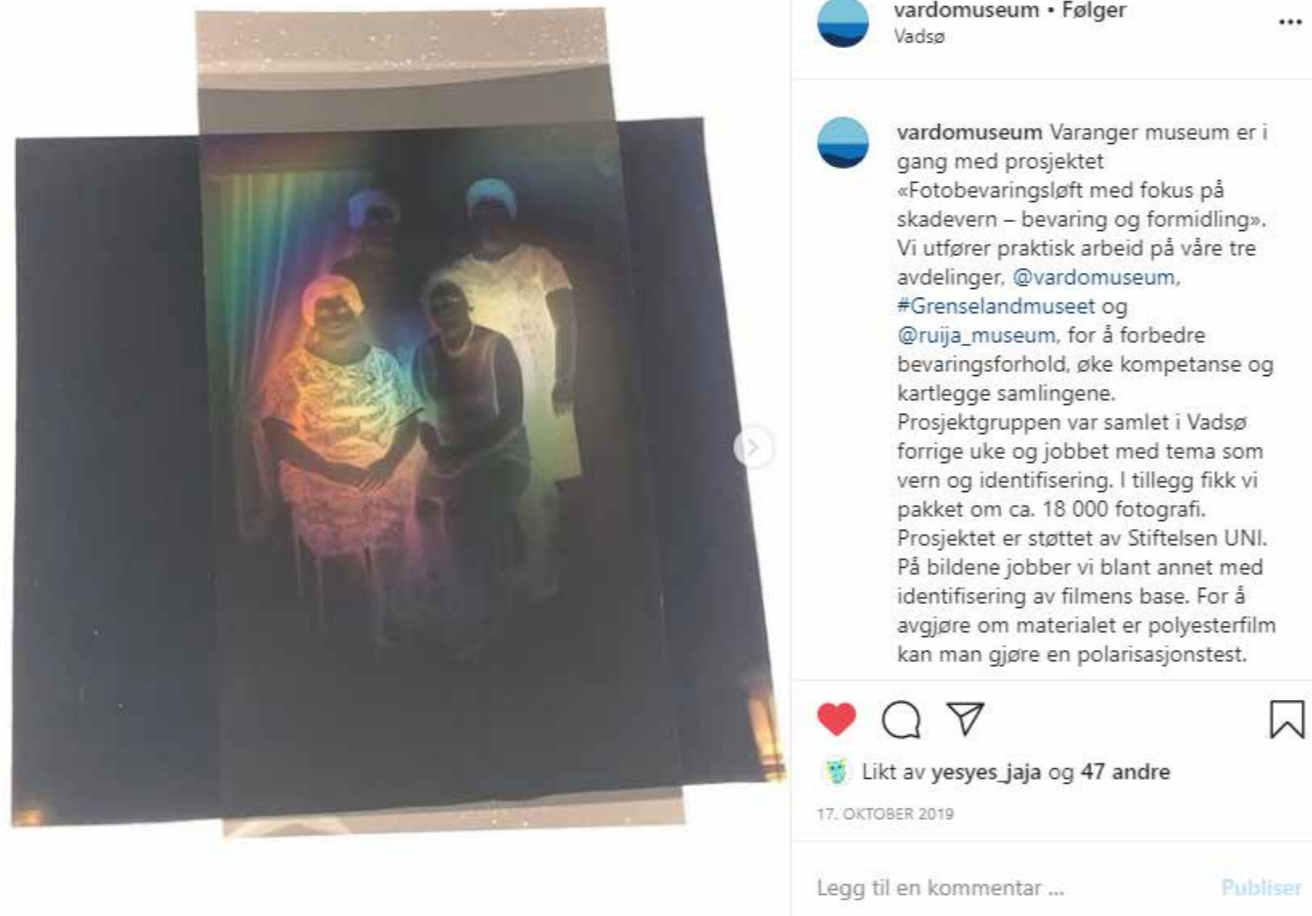 vardomuseum • Følger
Vadsø
vardomuseum Varanger museum er i
gang med prosjektet
«Fotobevaringsløft med fokus på
skadevern – bevaring og formidling».
Vi utfører praktisk arbeid på våre tre
avdelinger, @vardomuseum,
#Grenselandmuseet og
@ruija_museum, for å forbedre
bevaringsforhold, øke kompetanse og
kartlegge samlingene.
Prosjektgruppen var samlet i Vadsø
forrige uke og jobbet med tema som
vern og identifisering. I tillegg fikk vi
pakket om ca. 18 000 fotografi.
Prosjektet er støttet av Stiftelsen UNI.
På bildene jobber vi blant annet med
identifisering av filmens base. For å
avgjøre om materialet er polyesterfilm
kan man gjøre en polarisasjonstest.
Likt av yesyes_jaja og 47 andre
17. OKTOBER 2019
Legg til en kommentar ...
Publiser